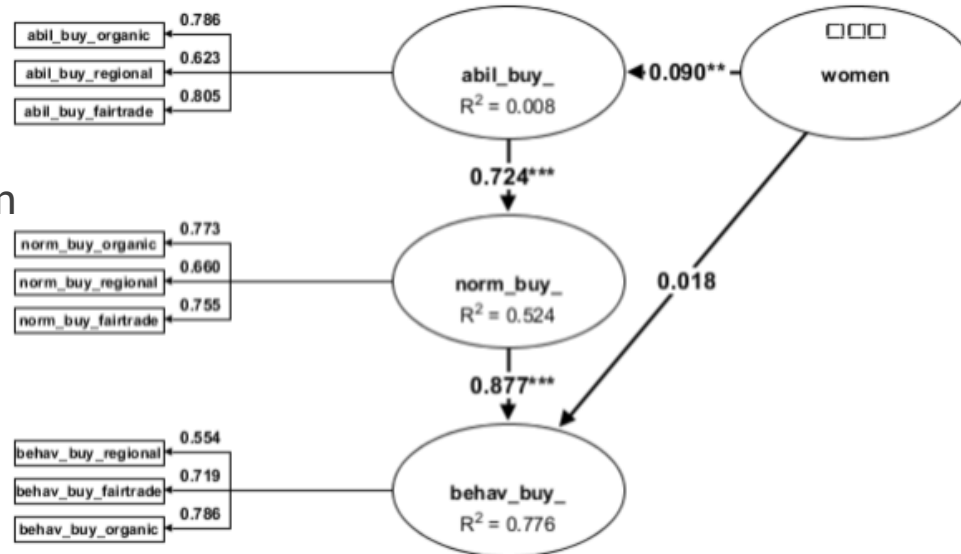 0.786
abil_buy_organic
0.623
abil_buy_regional
0.805
abil_buy_fairtrade
abil_buy_
R² = 0.008
0.090**
women
0.724***
n
0.773
norm_buy_organic
0.660
norm_buy_regional
0.755
norm_buy_fairtrade
norm_buy_
R² = 0.524
0.018
0.877***
0.554
behav_buy_regional
0.719
behav_buy_fairtrade
0.786
behav_buy_organic
behav_buy_
R² = 0.776